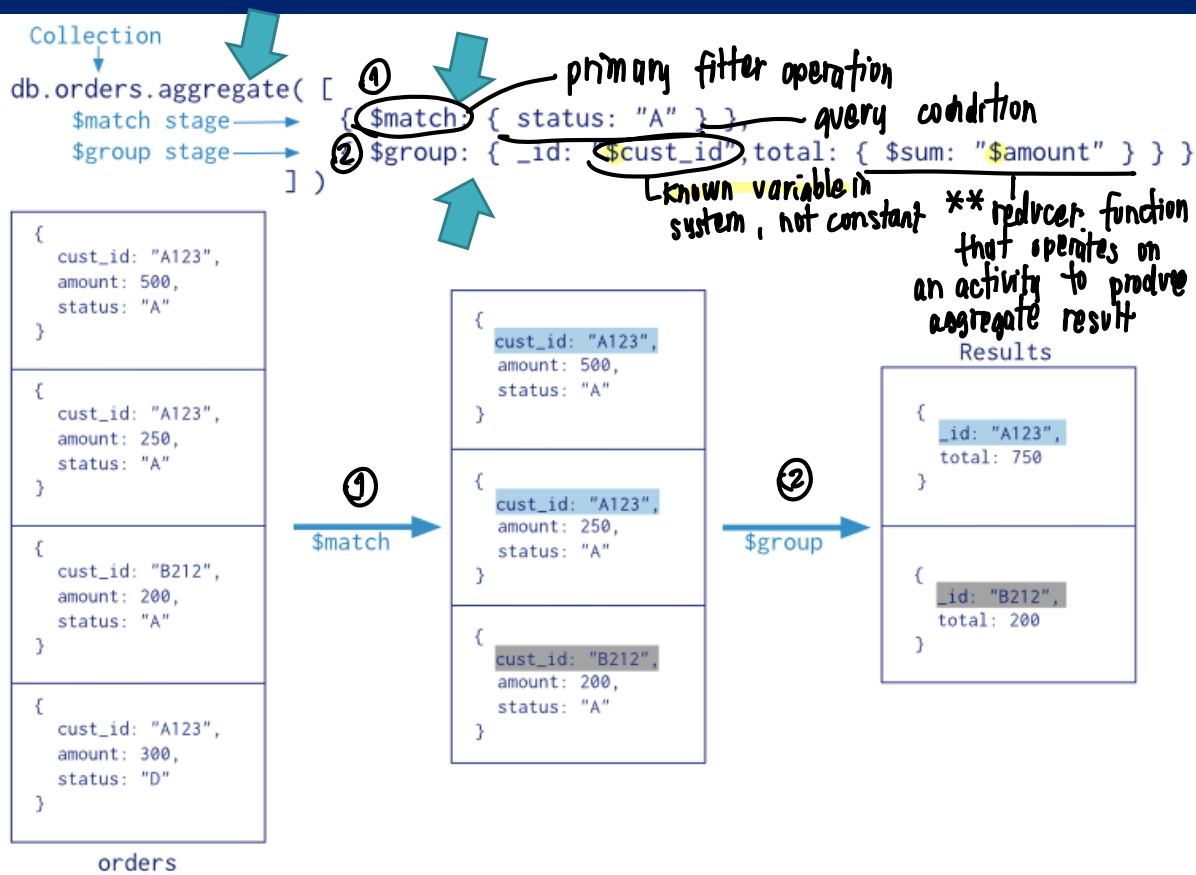 Collection
db.orders.aggregate( [
① primary filter operation
$match stage { $match: { status: "A" } }, query condition
② $group stage $group: { _id: "$cust_id",total: { $sum: "$amount" } } }
] )
known variable in
system, not constant
** reducer function
that operates on
an activity to produce
aggregate result
{
cust_id: "A123",
amount: 500,
status: "A"
}
{
cust_id: "A123",
amount: 250,
status: "A"
}
{
cust_id: "B212",
amount: 200,
status: "A"
}
{
cust_id: "A123",
amount: 300,
status: "D"
}
orders
①
$match
{
cust_id: "A123",
amount: 500,
status: "A"
}
{
cust_id: "A123",
amount: 250,
status: "A"
}
{
cust_id: "B212",
amount: 200,
status: "A"
}
②
$group
Results
{
_id: "A123",
total: 750
}
{
_id: "B212",
total: 200
}